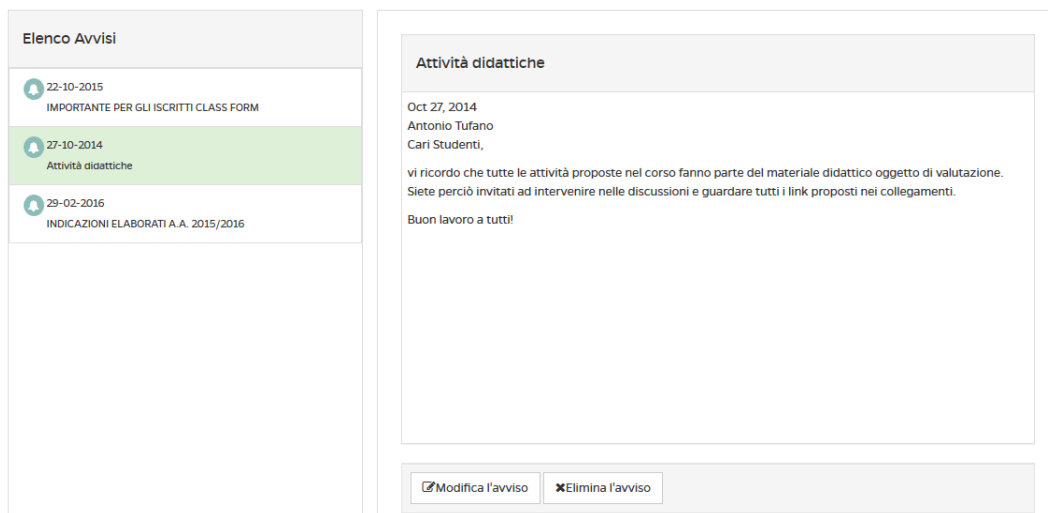 Elenco Avvisi
22-10-2015
IMPORTANTE PER GLI ISCRITTI CLASS FORM
27-10-2014
Attività didattiche
29-02-2016
INDICAZIONI ELABORATI A.A. 2015/2016
Attività didattiche
Oct 27, 2014
Antonio Tufano
Cari Studenti,
vi ricordo che tutte le attività proposte nel corso fanno parte del materiale didattico oggetto di valutazione.
Siete perciò invitati ad intervenire nelle discussioni e guardare tutti i link proposti nei collegamenti.
Buon lavoro a tutti!
Modifica l'avviso
Elimina l'avviso